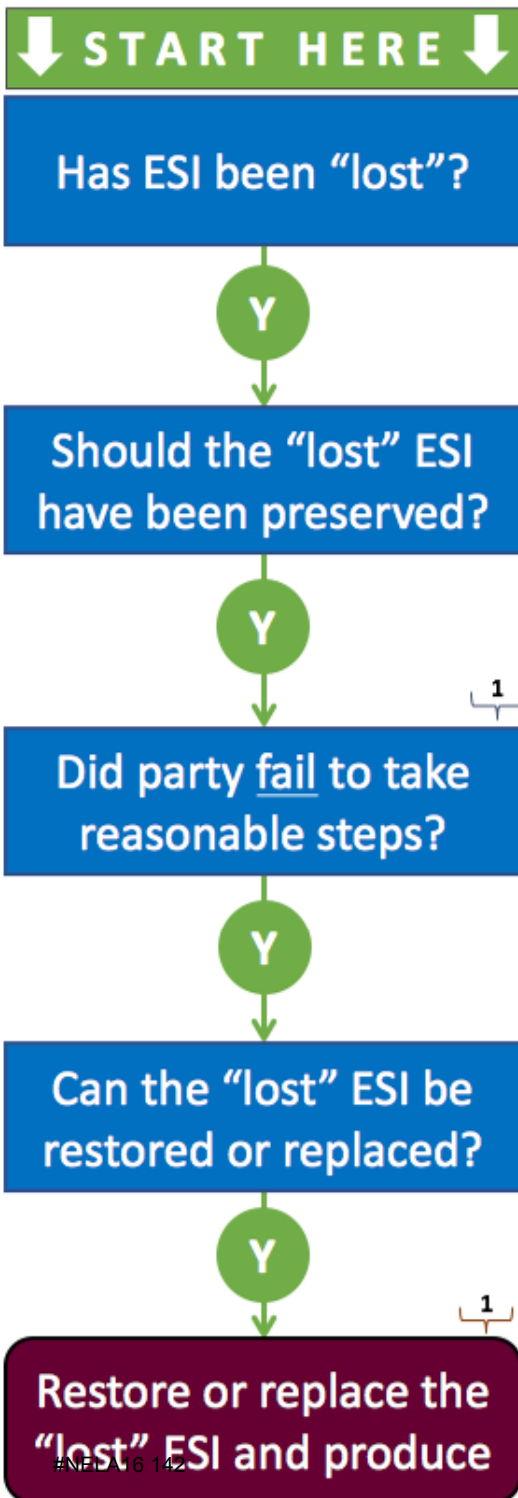 START HERE
Has ESI been “lost”?
Y
Should the “lost” ESI
have been preserved?
Y
1
Did party fail to take
reasonable steps?
Y
Can the “lost” ESI be
restored or replaced?
Y
1
Restore or replace the
“lost” ESI and produce
#NELA16 142